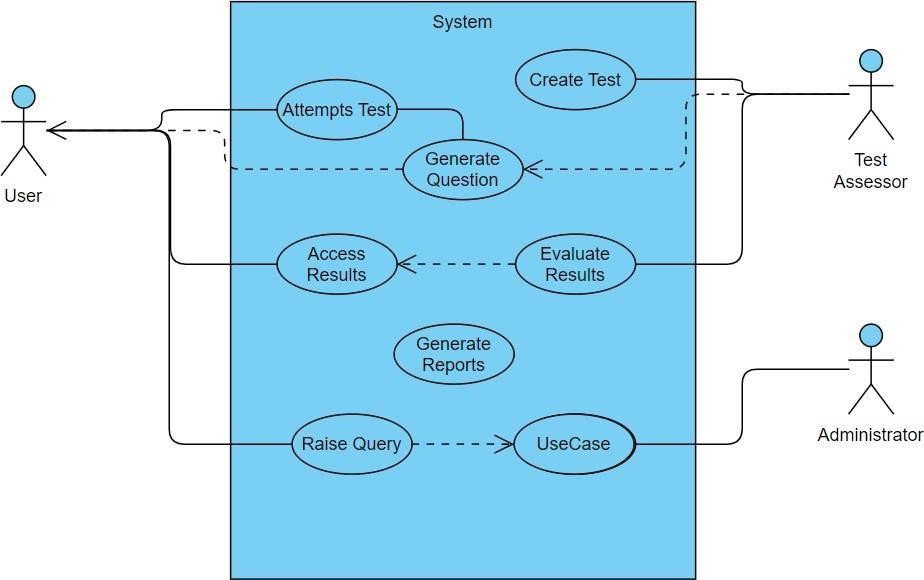 System
Create Test
Attempts Test
Generate
Question
User
Test
Assessor
Access
Results
Evaluate
Results
Generate
Reports
Raise Query
UseCase
Administrator